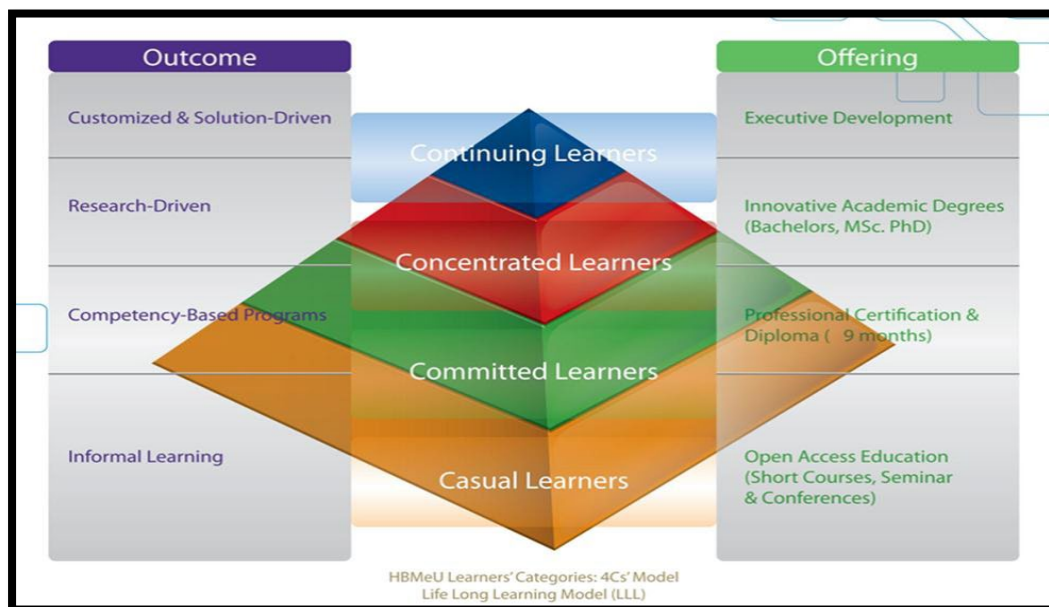 Outcome
Offering
Customized & Solution-Driven
Continuing Learners
Executive Development
Research-Driven
Concentrated Learners
Innovative Academic Degrees
(Bachelors, MSc. PhD)
Competency-Based Programs
Committed Learners
Professional Certification &
Diploma ( 9 months)
Informal Learning
Casual Learners
Open Access Education
(Short Courses, Seminar
& Conferences)
HBMeU Learners' Categories: 4Cs' Model
Life Long Learning Model (LLL)